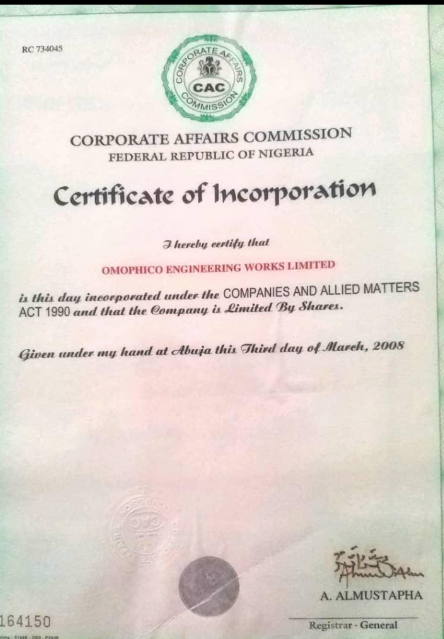 RC 734045
CORPORATE AFFAIRS
CAC
COMMISSION
CORPORATE AFFAIRS COMMISSION
FEDERAL REPUBLIC OF NIGERIA
Certificate of Incorporation
I hereby certify that
OMOPHICO ENGINEERING WORKS LIMITED
is this day incorporated under the COMPANIES AND ALLIED MATTERS
ACT 1990 and that the Company is Limited By Shares.
Given under my hand at Abuja this Third day of March, 2008
A. ALMUSTAPHA
164150
Registrar - General